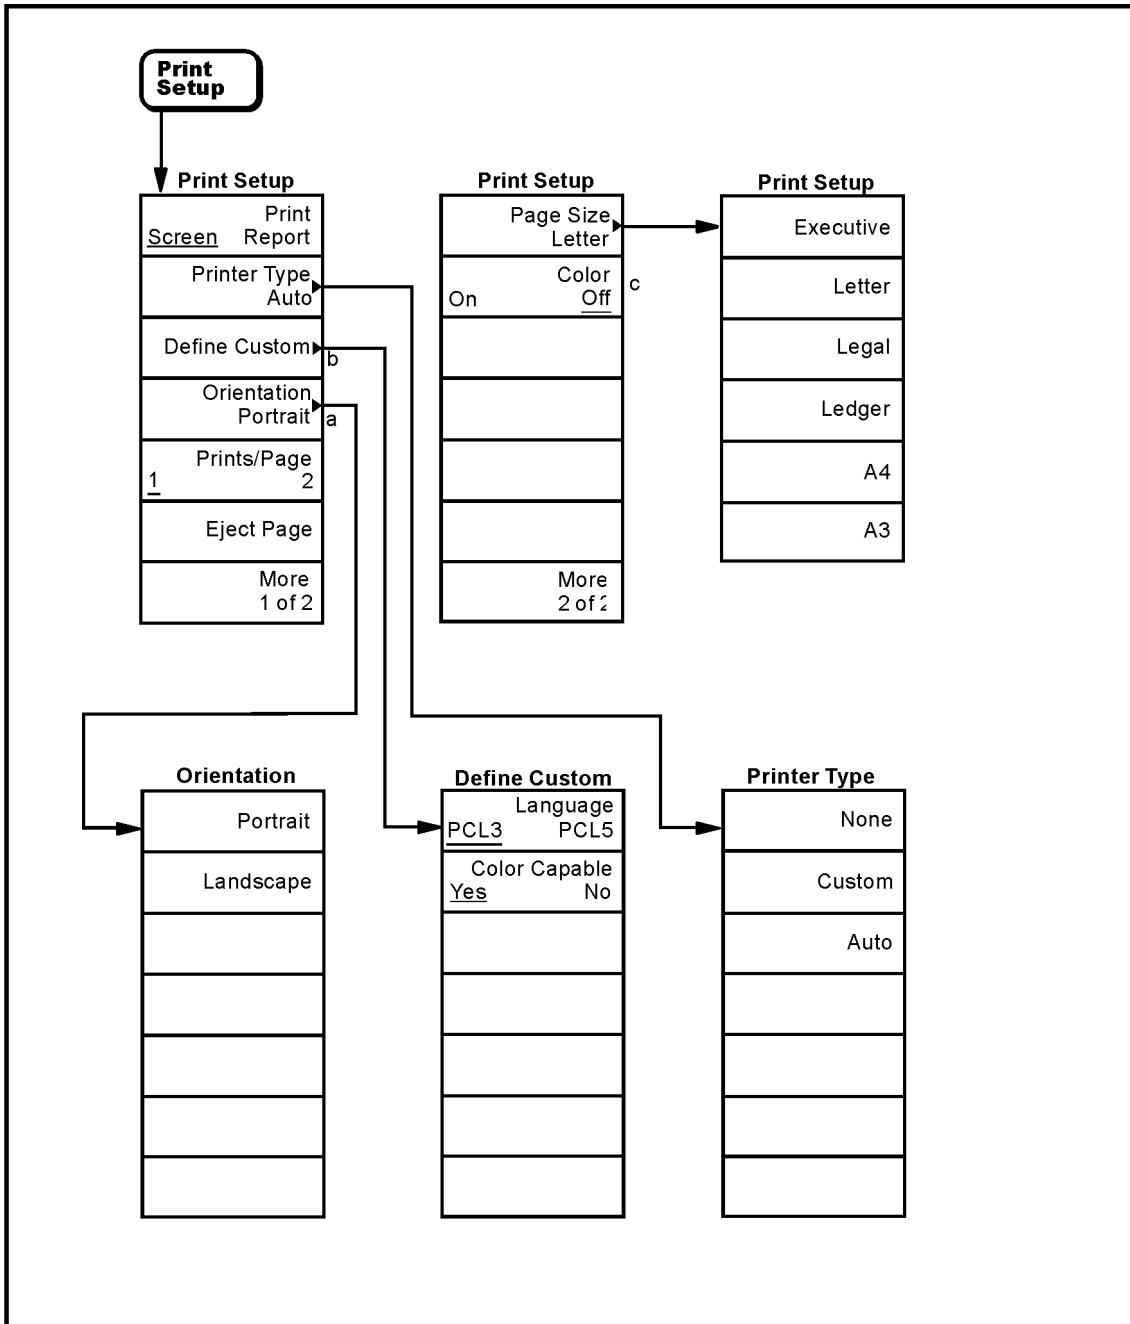 Print
Setup
Print Setup
Print
Screen Report
Printer Type
Auto
Define Custom
b
Orientation
Portrait
a
Prints/Page
1 2
Eject Page
More
1 of 2
Print Setup
Page Size
Letter
Color
On Off
c
More
2 of 2
Print Setup
Executive
Letter
Legal
Ledger
A4
A3
Orientation
Portrait
Landscape
Define Custom
Language
PCL3 PCL5
Color Capable
Yes No
Printer Type
None
Custom
Auto